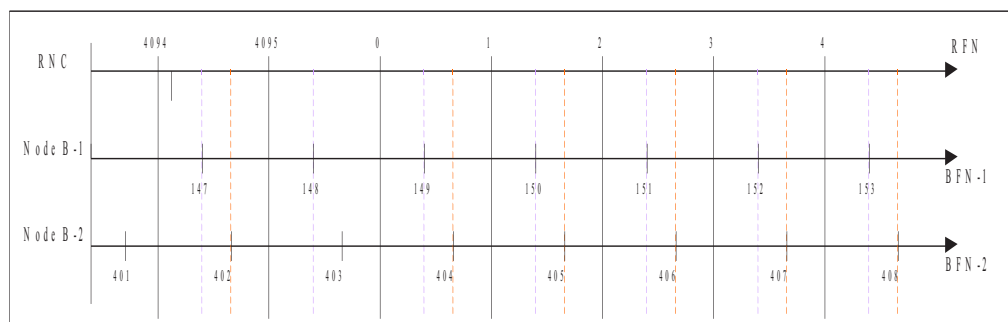 4094 4095 0 1 2 3 4 RFN
RNC
Node B-1
147 148 149 150 151 152 153 BFN-1
Node B-2
401 402 403 404 405 406 407 408 BFN-2